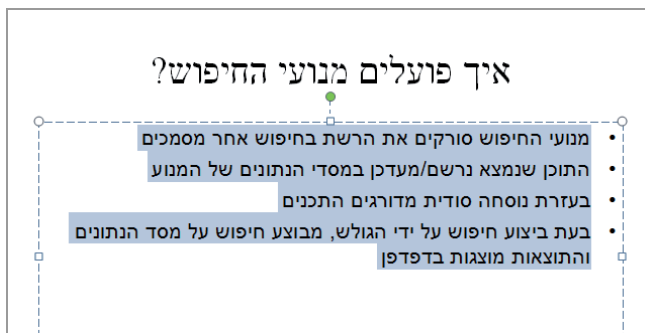 איך פועלים מנועי החיפוש?
• מנועי החיפוש סורקים את הרשת בחיפוש אחר מסמכים
• התוכן שנמצא נרשם/מעדכן במסדי הנתונים של המנוע
• בעזרת נוסחה סודית מדורגים התכנים
• בעת ביצוע חיפוש על ידי הגולש, מבוצע חיפוש על מסד הנתונים
והתוצאות מוצגות בדפדפן